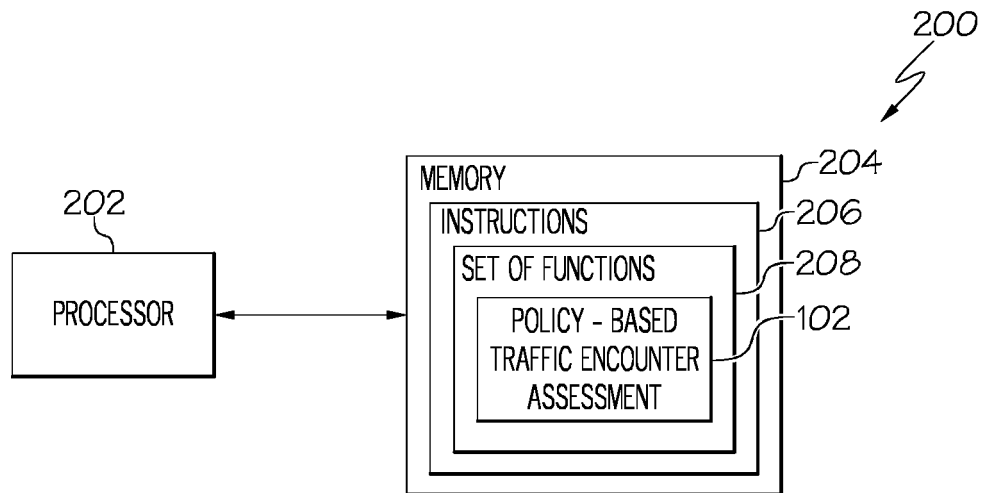 200
204
MEMORY
202
206
INSTRUCTIONS
208
SET OF FUNCTIONS
PROCESSOR
102
POLICY - BASED
TRAFFIC ENCOUNTER
ASSESSMENT